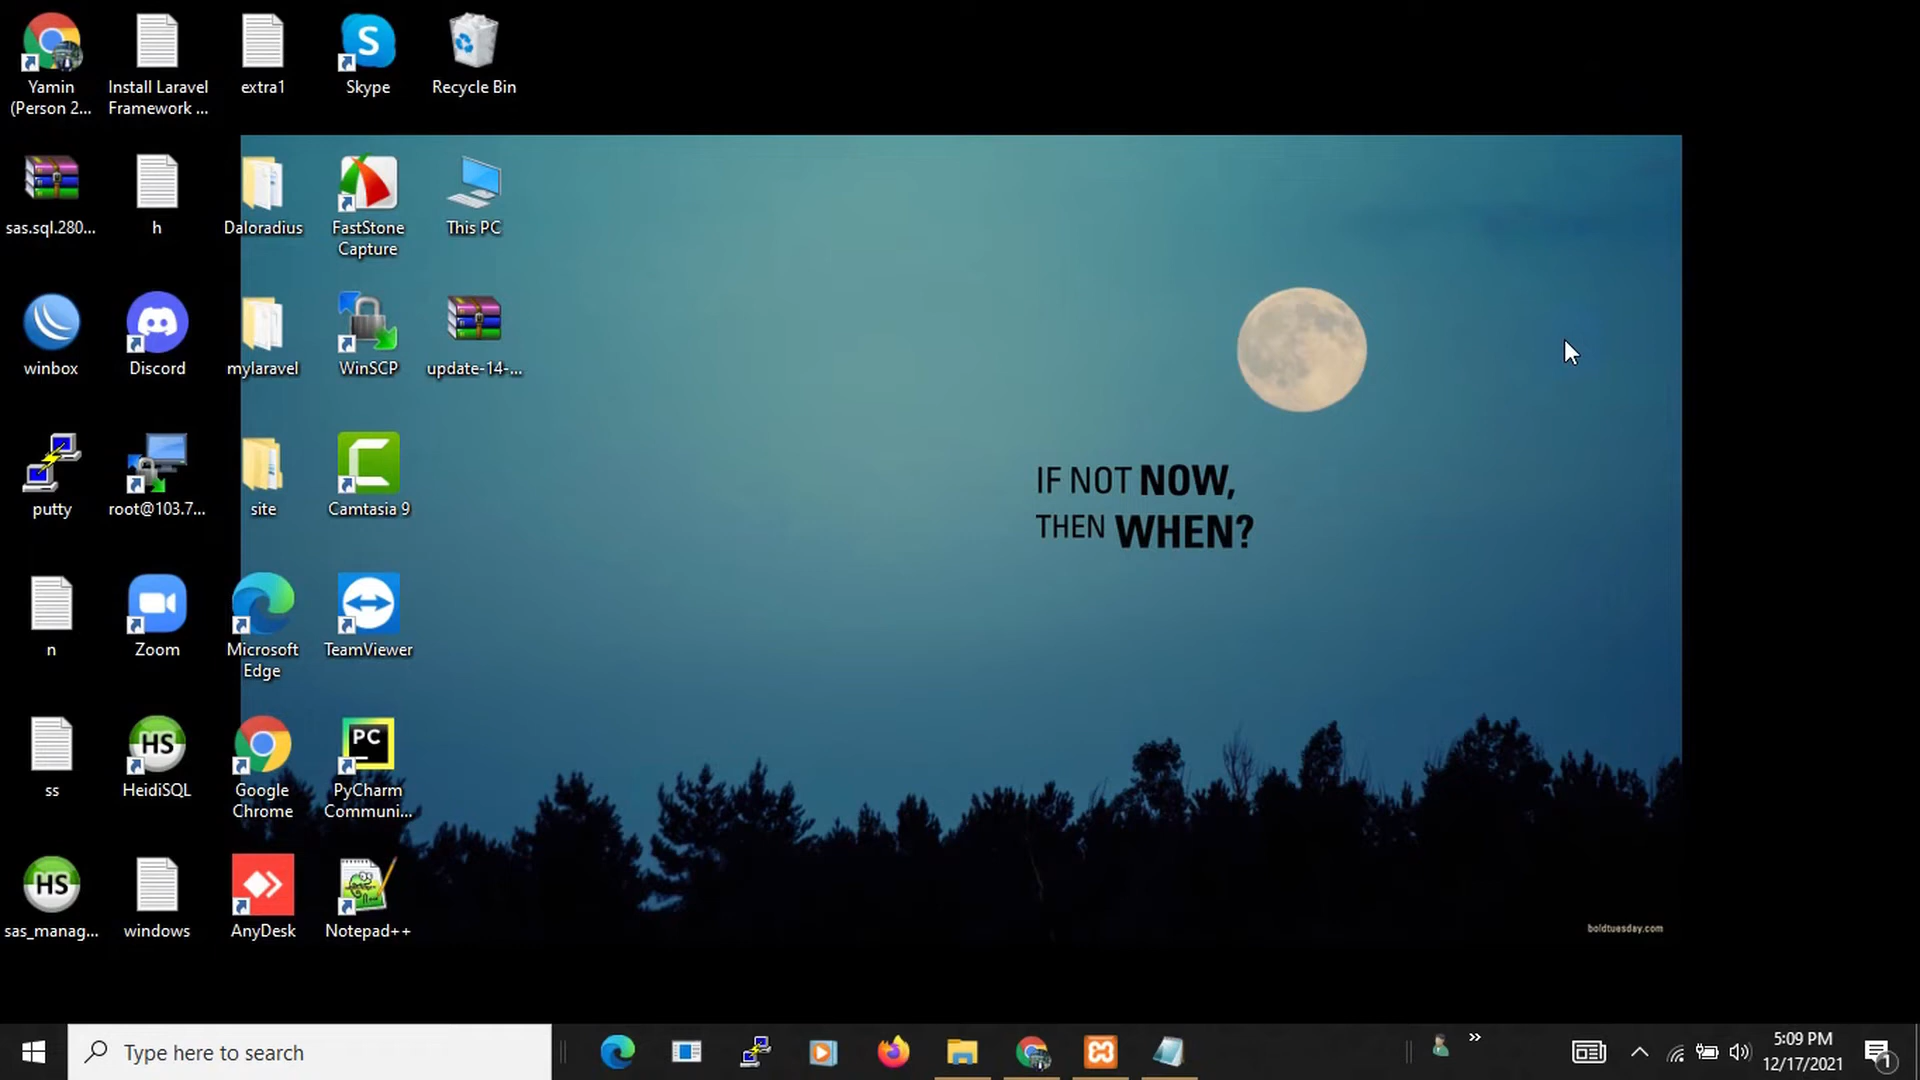 Yamin
(Person 2...
Install Laravel
Framework ...
extra1
Skype
Recycle Bin
sas.sql.280...
h
Daloradius
FastStone
Capture
This PC
winbox
Discord
mylaravel
WinSCP
update-14-...
putty
root@103.7...
site
Camtasia 9
n
Zoom
Microsoft
Edge
TeamViewer
ss
HeidiSQL
Google
Chrome
PyCharm
Communi...
sas_manag...
windows
AnyDesk
Notepad++
IF NOT NOW,
THEN WHEN?
boldtuesday.com
S
HS
PC
HS
Type here to search
5:09 PM
12/17/2021
1